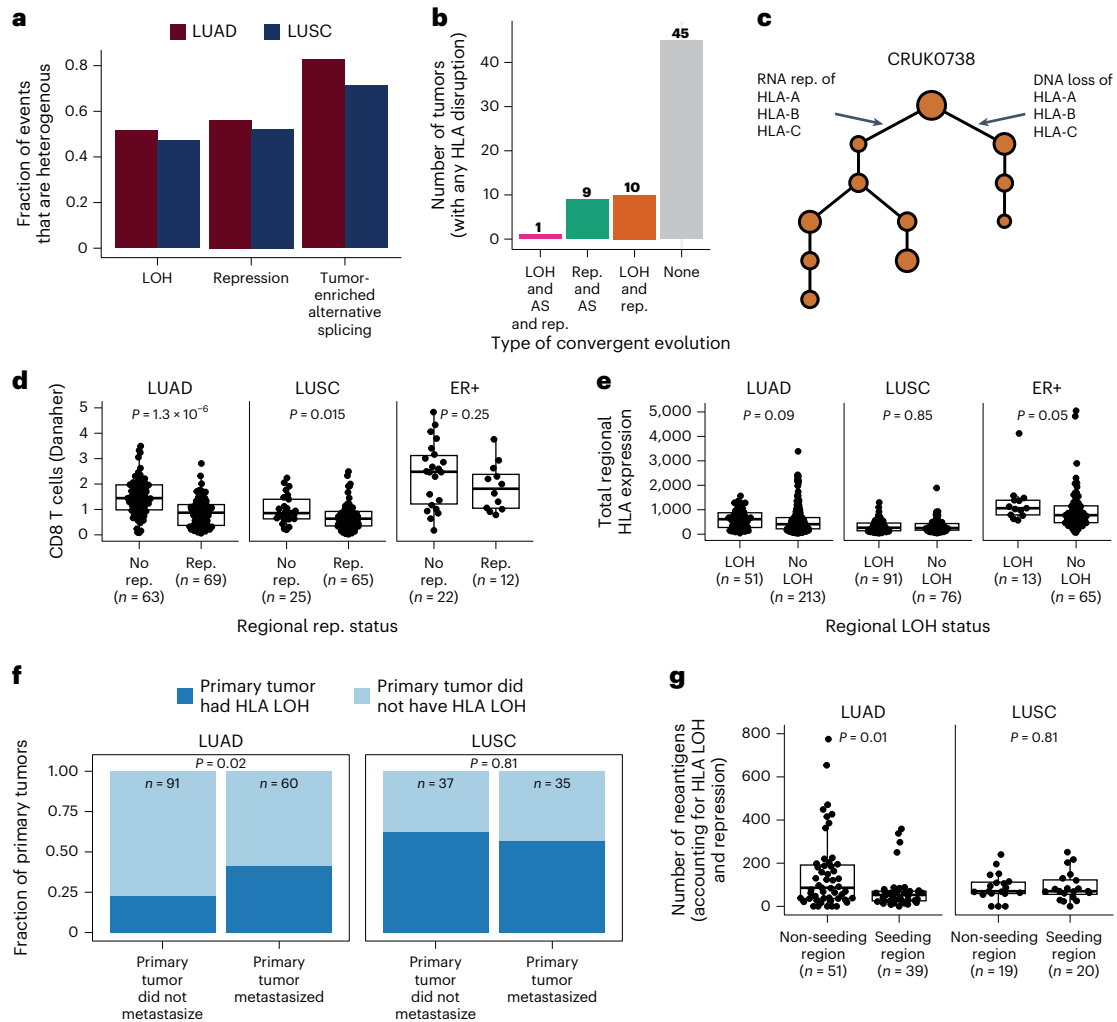 a
LUAD
LUSC
Fraction of events
that are heterogenous
0.8
0.6
0.4
0.2
0
LOH
Repression
Tumor-
enriched
alternative
splicing
b
Number of tumors
(with any HLA disruption)
40
30
20
10
0
1
9
10
45
LOH
and
AS
and rep.
Rep.
and
AS
LOH
and
rep.
None
Type of convergent evolution
c
CRUK0738
RNA rep. of
HLA-A
HLA-B
HLA-C
DNA loss of
HLA-A
HLA-B
HLA-C
d
CD8 T cells (Danaher)
5
4
3
2
1
0
LUAD
P = 1.3 × 10⁻⁶
No
rep.
(n = 63)
Rep.
(n = 69)
LUSC
P = 0.015
No
rep.
(n = 25)
Rep.
(n = 65)
ER+
P = 0.25
No
rep.
(n = 22)
Rep.
(n = 12)
Regional rep. status
e
Total regional
HLA expression
5,000
4,000
3,000
2,000
1,000
0
LUAD
P = 0.09
LOH
(n = 51)
No
LOH
(n = 213)
LUSC
P = 0.85
LOH
(n = 91)
No
LOH
(n = 76)
ER+
P = 0.05
LOH
(n = 13)
No
LOH
(n = 65)
Regional LOH status
f
Primary tumor
had HLA LOH
Primary tumor did
not have HLA LOH
Fraction of primary tumors
1.00
0.75
0.50
0.25
0
LUAD
P = 0.02
n = 91
n = 60
Primary
tumor
did not
metastasize
Primary
tumor
metastasized
LUSC
P = 0.81
n = 37
n = 35
Primary
tumor
did not
metastasize
Primary
tumor
metastasized
g
Number of neoantigens
(accounting for HLA LOH
and repression)
800
600
400
200
0
LUAD
P = 0.01
Non-seeding
region
(n = 51)
Seeding
region
(n = 39)
LUSC
P = 0.81
Non-seeding
region
(n = 19)
Seeding
region
(n = 20)